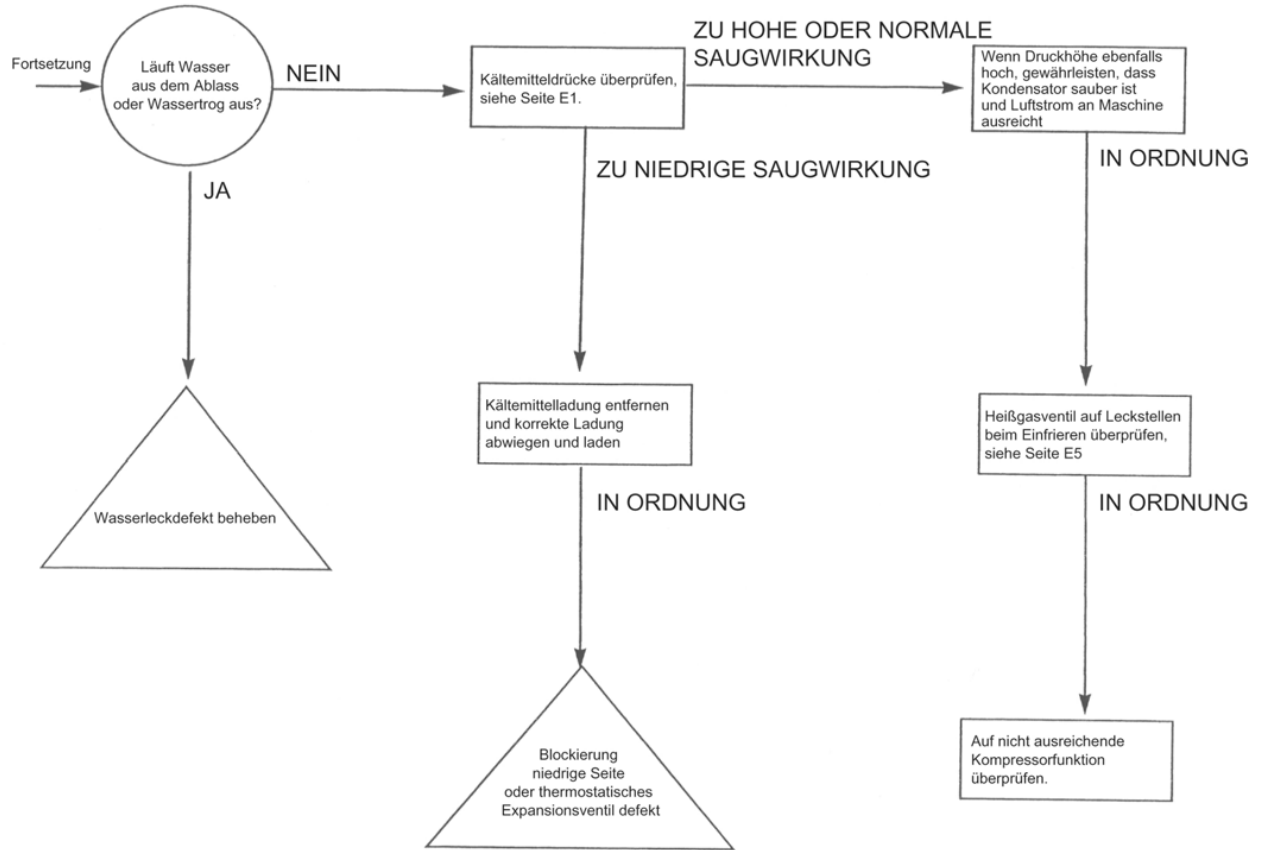 Fortsetzung
Läuft Wasser
aus dem Ablass
oder Wassertrog aus?
NEIN
JA
Wasserleckdefekt beheben
Kältemitteldrücke überprüfen,
siehe Seite E1.
ZU HOHE ODER NORMALE
SAUGWIRKUNG
Wenn Druckhöhe ebenfalls
hoch, gewährleisten, dass
Kondensator sauber ist
und Luftstrom an Maschine
ausreicht
ZU NIEDRIGE SAUGWIRKUNG
IN ORDNUNG
Kältemittelladung entfernen
und korrekte Ladung
abwiegen und laden
Heißgasventil auf Leckstellen
beim Einfrieren überprüfen,
siehe Seite E5
IN ORDNUNG
IN ORDNUNG
Blockierung
niedrige Seite
oder thermostatisches
Expansionsventil defekt
Auf nicht ausreichende
Kompressorfunktion
überprüfen.